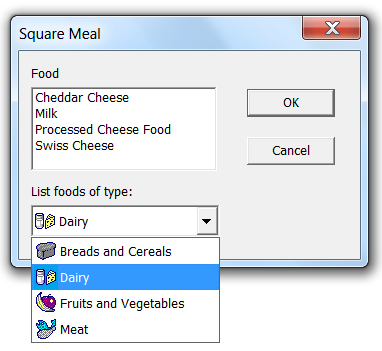 Square Meal
Food
Cheddar Cheese
Milk
Processed Cheese Food
Swiss Cheese
OK
Cancel
List foods of type:
Dairy
Breads and Cereals
Dairy
Fruits and Vegetables
Meat